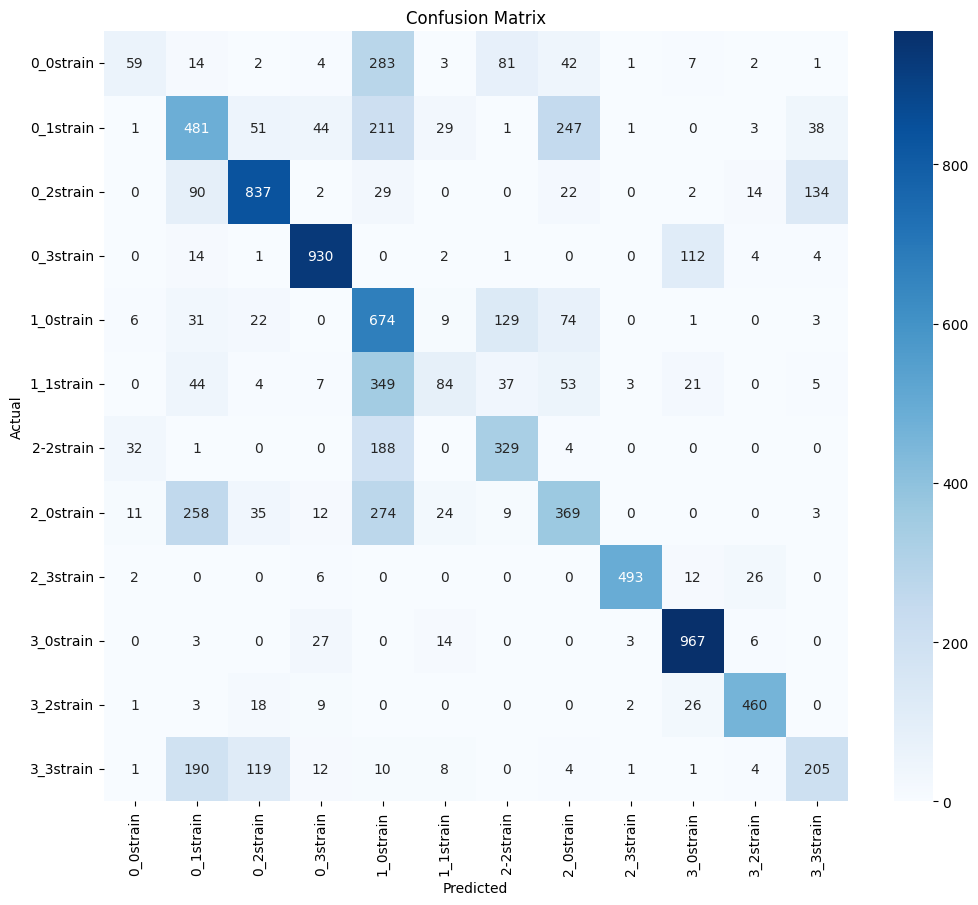 Confusion Matrix
0_0strain 59 14 2 4 283 3 81 42 1 7 2 1
0_1strain 1 481 51 44 211 29 1 247 1 0 3 38
0_2strain 0 90 837 2 29 0 0 22 0 2 14 134
0_3strain 0 14 1 930 0 2 1 0 0 112 4 4
1_0strain 6 31 22 0 674 9 129 74 0 1 0 3
1_1strain 0 44 4 7 349 84 37 53 3 21 0 5
2-2strain 32 1 0 0 188 0 329 4 0 0 0 0
2_0strain 11 258 35 12 274 24 9 369 0 0 0 3
2_3strain 2 0 0 6 0 0 0 0 493 12 26 0
3_0strain 0 3 0 27 0 14 0 0 3 967 6 0
3_2strain 1 3 18 9 0 0 0 0 2 26 460 0
3_3strain 1 190 119 12 10 8 0 4 1 1 4 205
0_0strain 0_1strain 0_2strain 0_3strain 1_0strain 1_1strain 2-2strain 2_0strain 2_3strain 3_0strain 3_2strain 3_3strain
Predicted
Actual
800
600
400
200
0